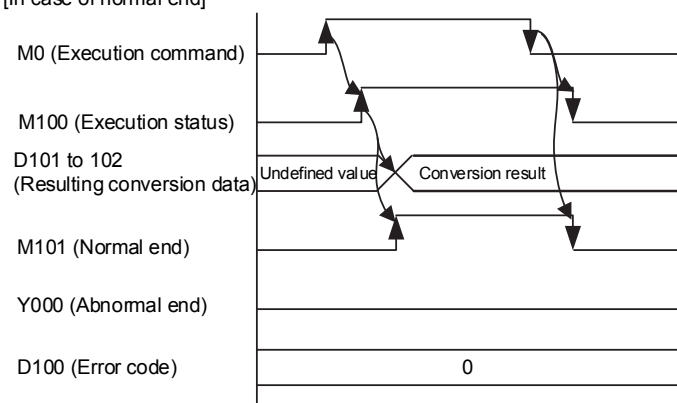 [In case of normal end]
M0 (Execution command)
M100 (Execution status)
D101 to 102
(Resulting conversion data)
Undefined value
Conversion result
M101 (Normal end)
Y000 (Abnormal end)
D100 (Error code)
0